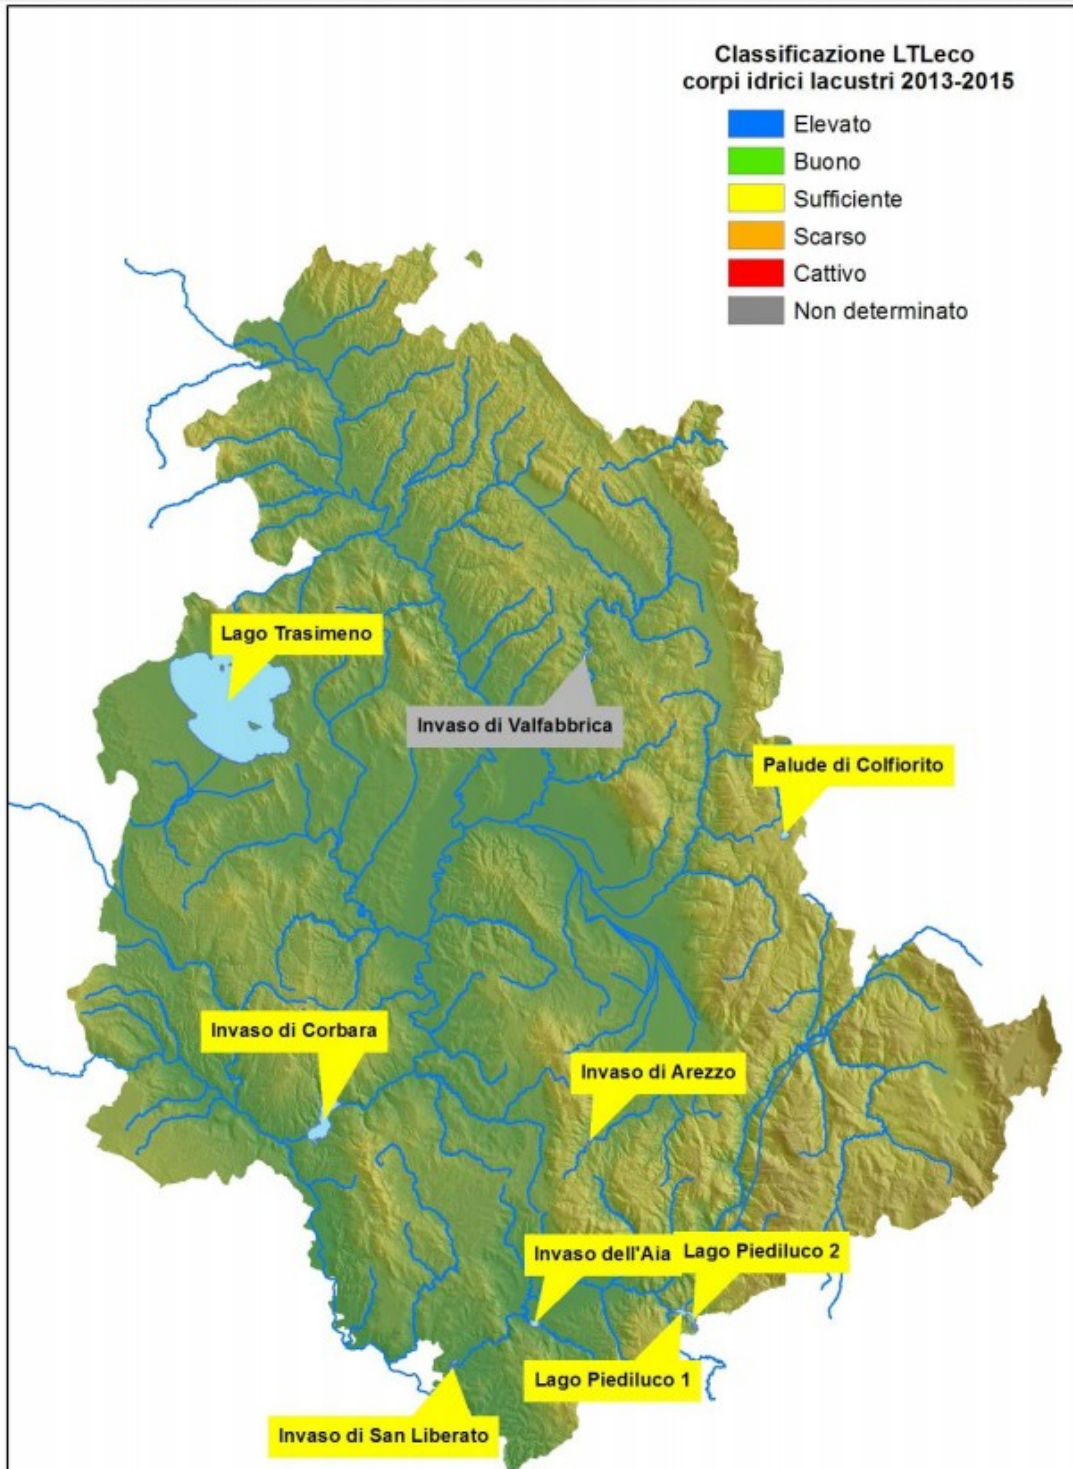 Classificazione LTLeco
corpi idrici lacustri 2013-2015
Elevato
Buono
Sufficiente
Scarso
Cattivo
Non determinato
Lago Trasimeno
Invaso di Valfabbrica
Palude di Colfiorito
Invaso di Corbara
Invaso di Arezzo
Invaso dell'Aia
Lago Piediluco 2
Lago Piediluco 1
Invaso di San Liberato